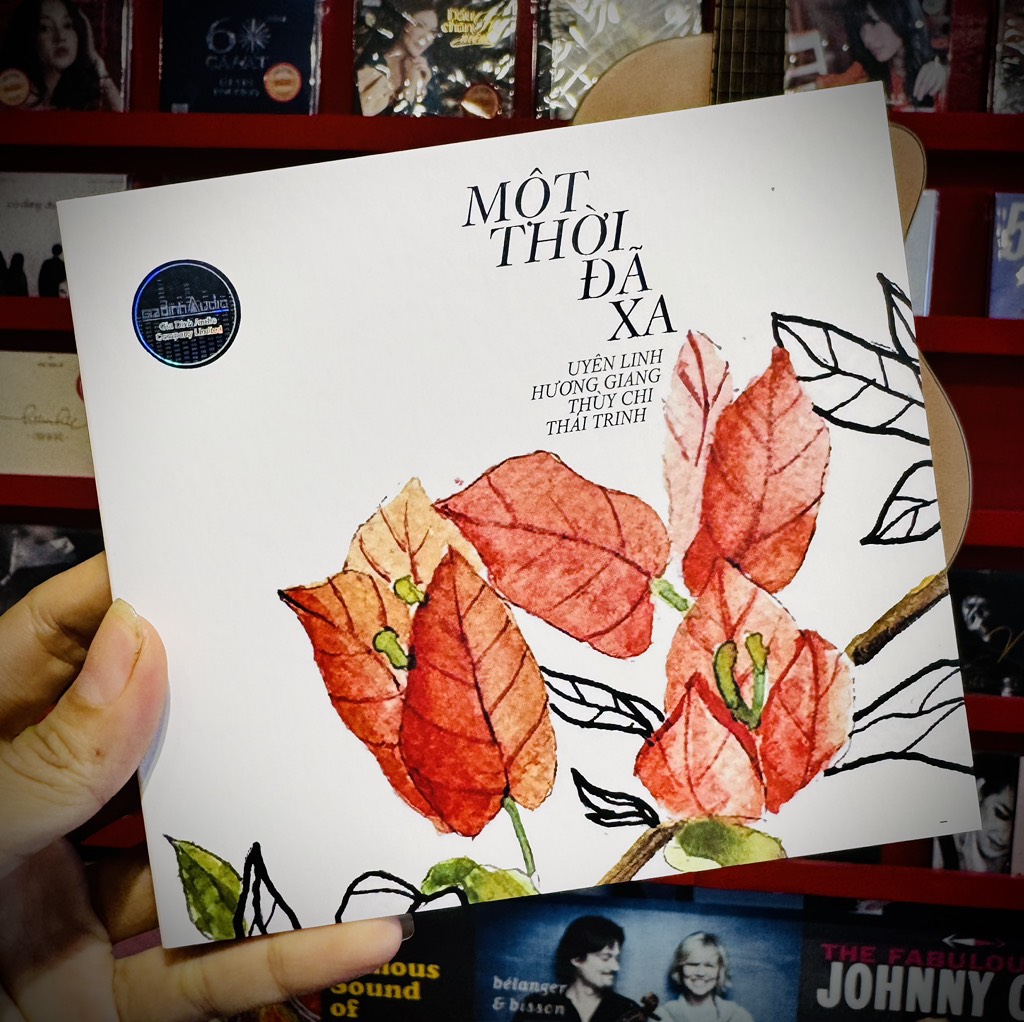 MỘT
THỜI
ĐÃ
XA
UYÊN LINH
HƯƠNG GIANG
THÙY CHI
THÁI TRINH
Gia Định Audio
Company Limited
Sound
of
bélanger
& bisson
THE FABULOUS
JOHNNY C